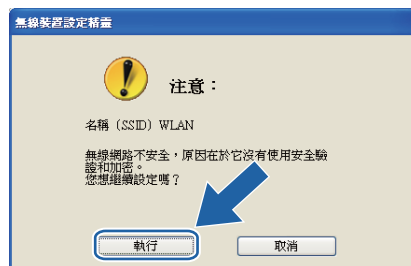 無線裝置設定精靈
注意：
名稱（SSID）WLAN
無線網路不安全，原因在於它沒有使用安全驗
證和加密。
您想繼續設定嗎？
執行
取消